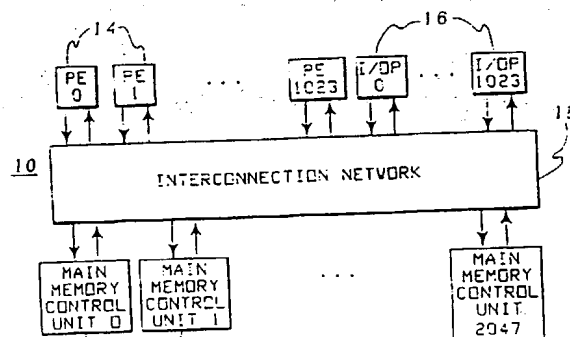 14
16
PE
0
PE
1
...
PE
1023
I/OP
0
...
I/OP
1023
10
INTERCONNECTION NETWORK
MAIN
MEMORY
CONTROL
UNIT 0
MAIN
MEMORY
CONTROL
UNIT 1
...
MAIN
MEMORY
CONTROL
UNIT
2047